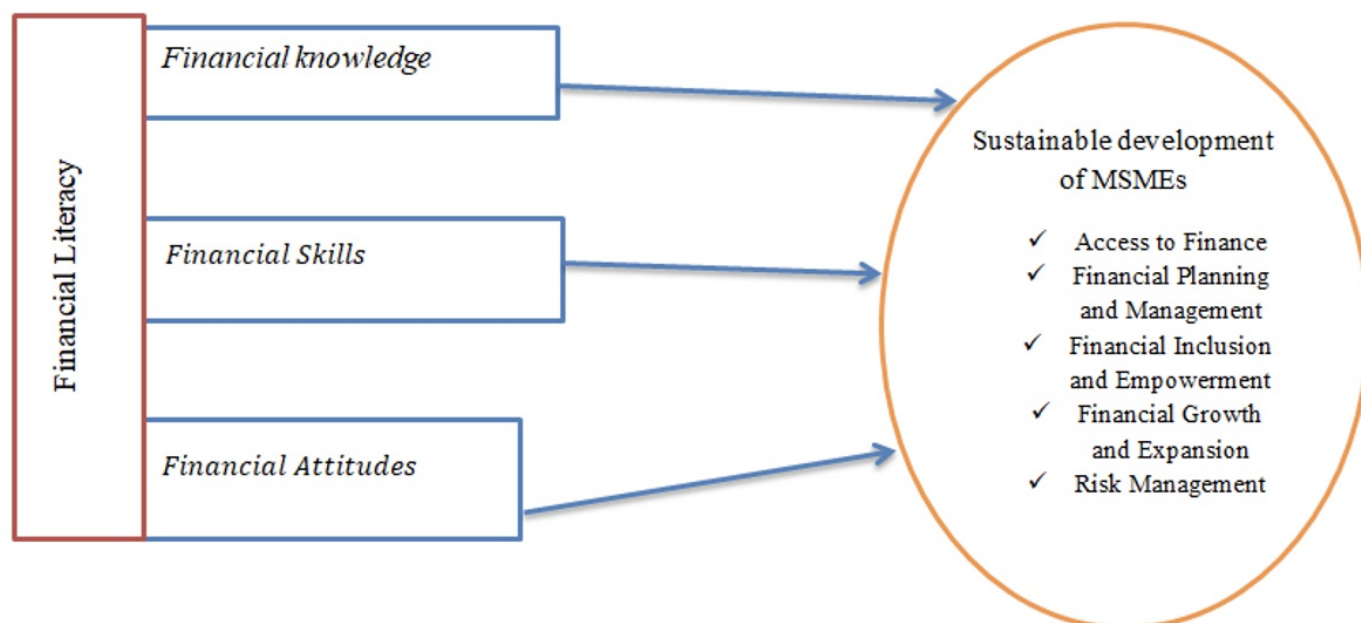 Financial Literacy
Financial knowledge
Financial Skills
Financial Attitudes
Sustainable development
of MSMEs
✓ Access to Finance
✓ Financial Planning
and Management
✓ Financial Inclusion
and Empowerment
✓ Financial Growth
and Expansion
✓ Risk Management